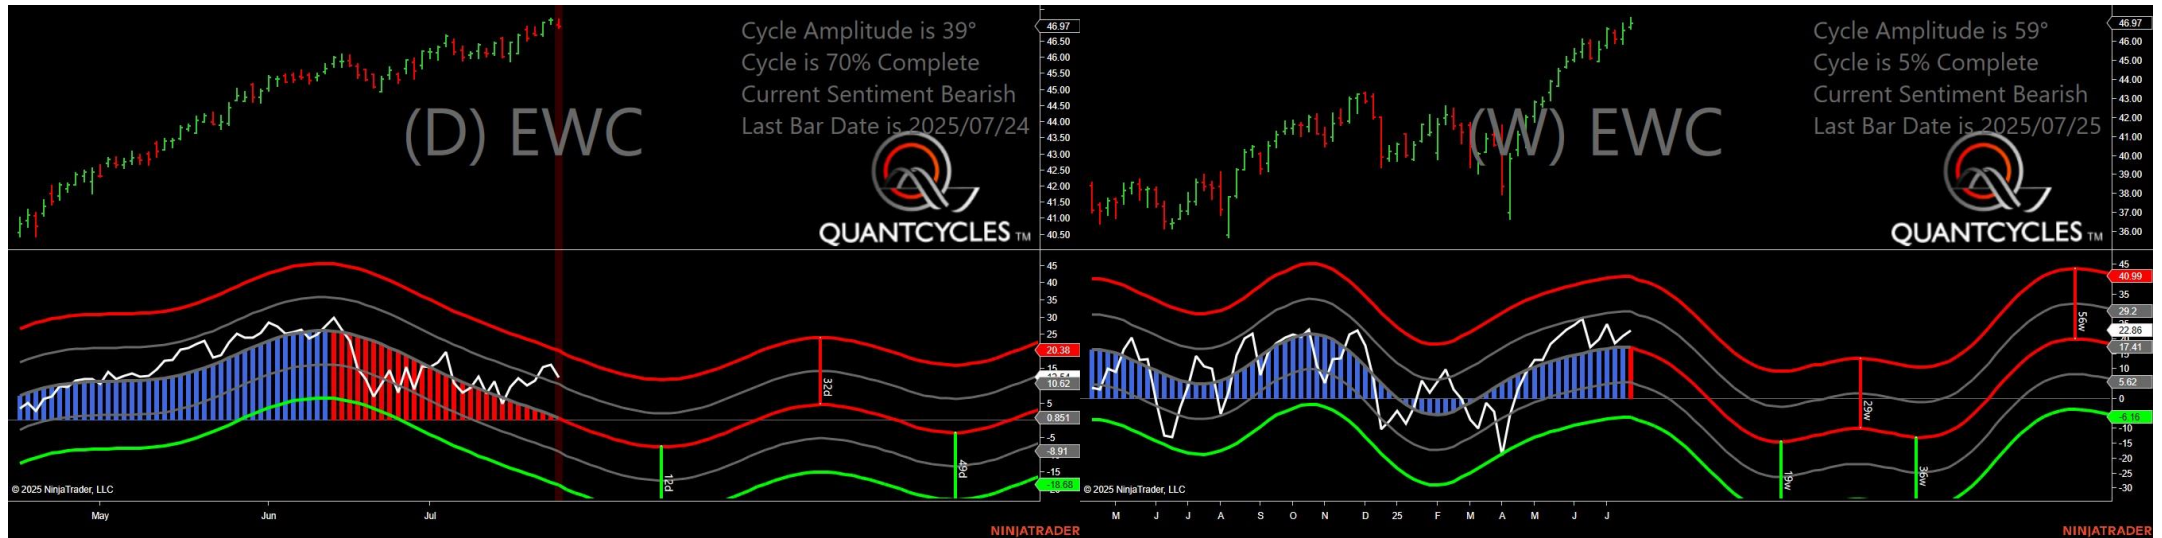 Cycle Amplitude is 39°
Cycle is 70% Complete
Current Sentiment Bearish
Last Bar Date is 2025/07/24
(D) EWC
QUANTCYCLES TM
46.97
46.50
46.00
45.50
45.00
44.50
44.00
43.50
43.00
42.50
42.00
41.50
41.00
40.50
45
40
35
30
25
20.38
15
10.62
5
0.851
-5
-8.91
-15
-18.68
32d
12d
49d
© 2025 NinjaTrader, LLC
May Jun Jul
NINJATRADER
Cycle Amplitude is 59°
Cycle is 5% Complete
Current Sentiment Bearish
Last Bar Date is 2025/07/25
(W) EWC
QUANTCYCLES TM
46.97
46.00
45.00
43.00
42.00
41.00
40.00
39.00
38.00
37.00
36.00
45
40.99
35
29.2
22.86
17.41
15
5.62
0
-6.16
-10
-15
-20
-25
-30
56w
29w
19w
36w
© 2025 NinjaTrader, LLC
M J J A S O N D 25 F M A M J J
NINJATRADER